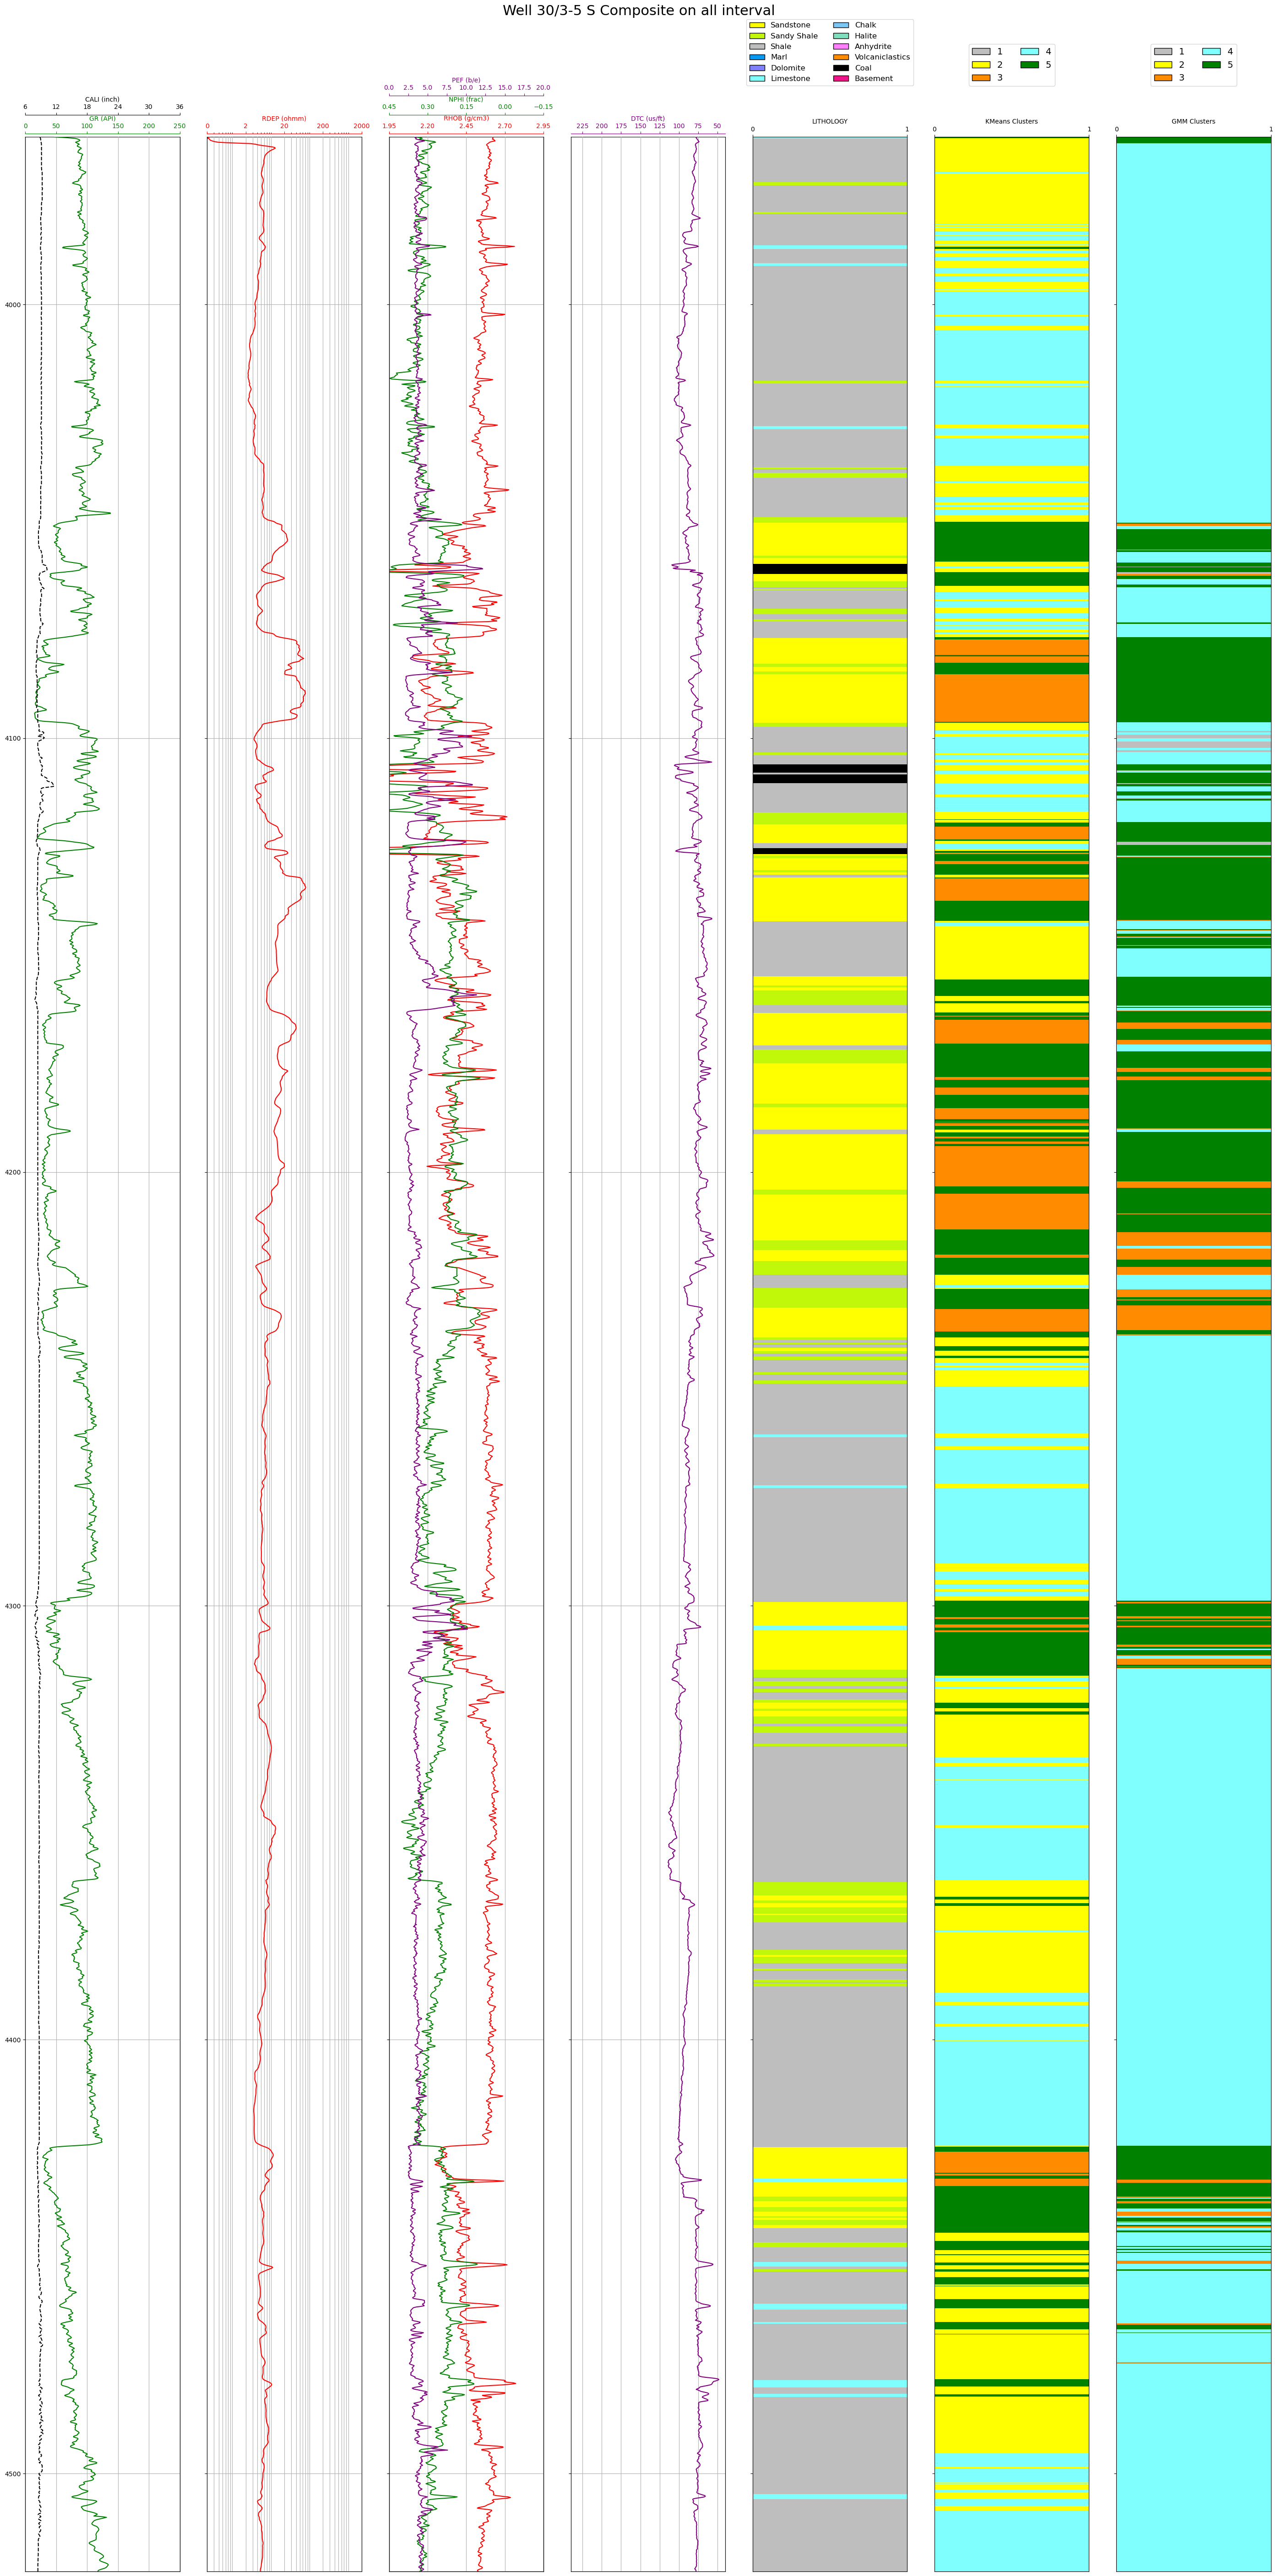 Well 30/3-5 S Composite on all interval
Sandstone Chalk
Sandy Shale Halite
Shale Anhydrite
Marl Volcaniclastics
Dolomite Coal
Limestone Basement
1 4
2 5
3
1 4
2 5
3
PEF (b/e)
0.0 2.5 5.0 7.5 10.0 12.5 15.0 17.5 20.0
CALI (inch)
6 12 18 24 30 36
NPHI (frac)
0.45 0.30 0.15 0.00 −0.15
GR (API)
0 50 100 150 200 250
RDEP (ohmm)
0 2 20 200 2000
RHOB (g/cm3)
1.95 2.20 2.45 2.70 2.95
DTC (us/ft)
225 200 175 150 125 100 75 50
LITHOLOGY
0 1
KMeans Clusters
0 1
GMM Clusters
0 1
4000
4100
4200
4300
4400
4500